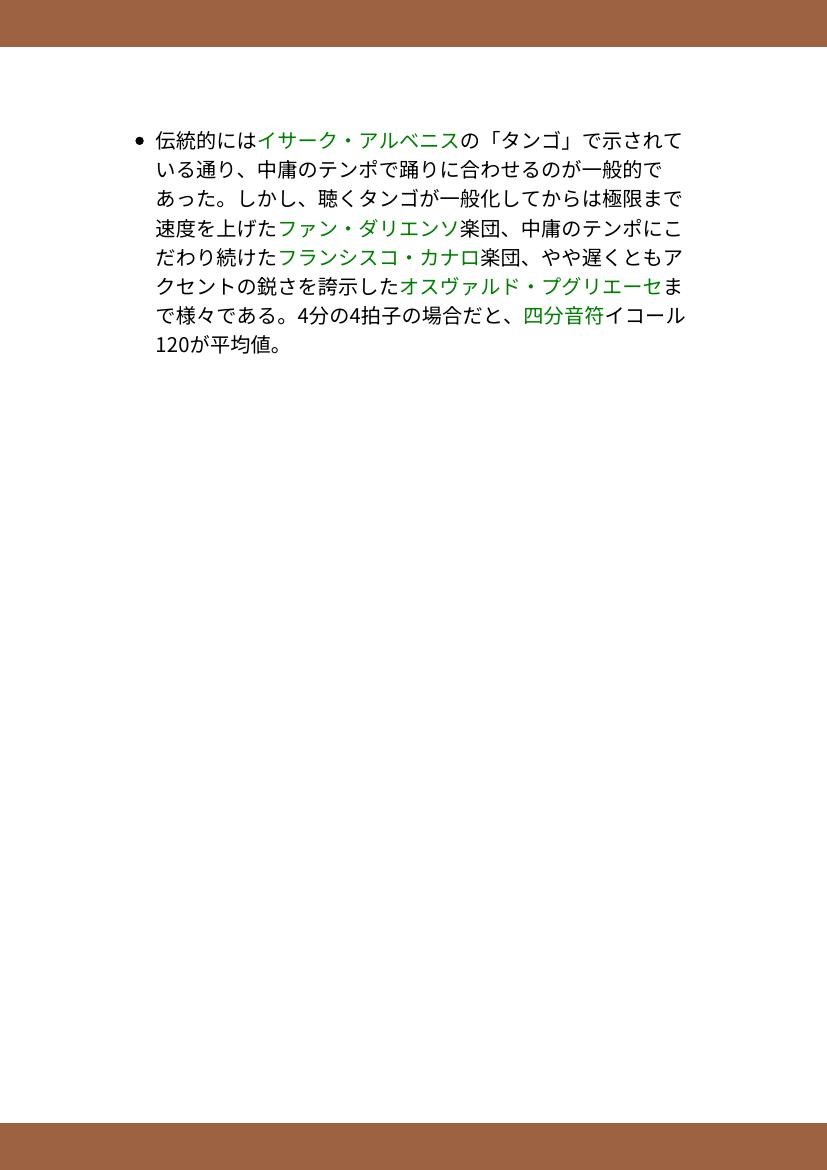 • 伝統的にはイサーク・アルベニスの「タンゴ」で示されて
いる通り、中庸のテンポで踊りに合わせるのが一般的で
あった。しかし、聴くタンゴが一般化してからは極限まで
速度を上げたファン・ダリエンソ楽団、中庸のテンポにこ
だわり続けたフランシスコ・カナロ楽団、やや遅くともア
クセントの鋭さを誇示したオスヴァルド・プグリエーセま
で様々である。4分の4拍子の場合だと、四分音符イコール
120が平均値。